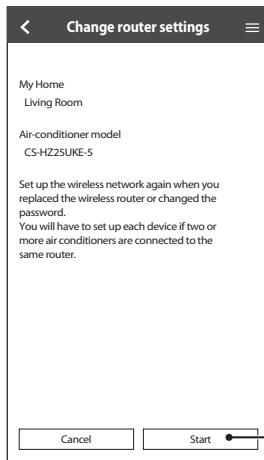 Change router settings
My Home
Living Room
Air-conditioner model
CS-HZ25UKE-5
Set up the wireless network again when you
replaced the wireless router or changed the
password.
You will have to set up each device if two or
more air conditioners are connected to the
same router.
Cancel
Start